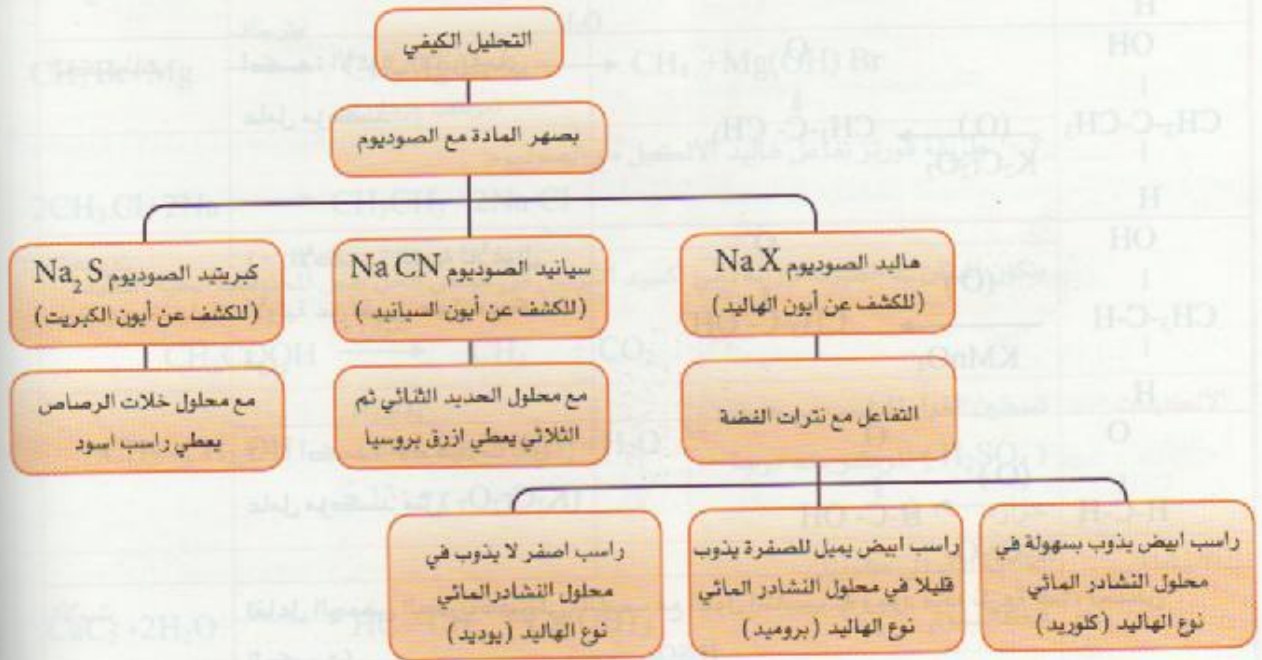 التحليل الكيفي
بصهر المادة مع الصوديوم
هاليد الصوديوم Na X
(للكشف عن أيون الهاليد)
سيانيد الصوديوم Na CN
(للكشف عن أيون السيانيد)
كبريتيد الصوديوم Na₂ S
(للكشف عن أيون الكبريت)
التفاعل مع نترات الفضة
مع محلول الحديد الثنائي ثم
الثلاثي يعطي ازرق بروسيا
مع محلول خلات الرصاص
يعطي راسب اسود
راسب ابيض يذوب بسهولة في
محلول النشادر المائي
نوع الهاليد (كلوريد)
راسب ابيض يميل للصفرة يذوب
قليلا في محلول النشادر المائي
نوع الهاليد (بروميد)
راسب اصفر لا يذوب في
محلول النشادر المائي
نوع الهاليد (يوديد)